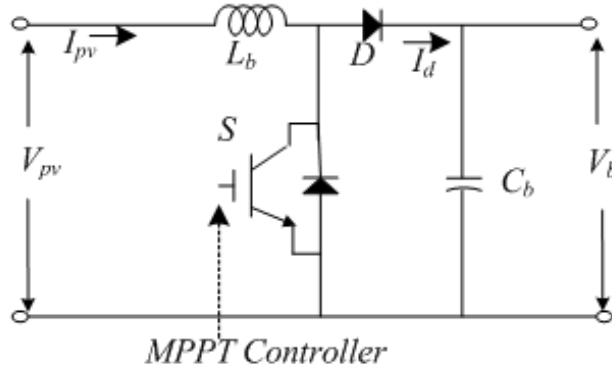 I_pv
L_b
D
I_d
S
V_pv
C_b
V_b
MPPT Controller